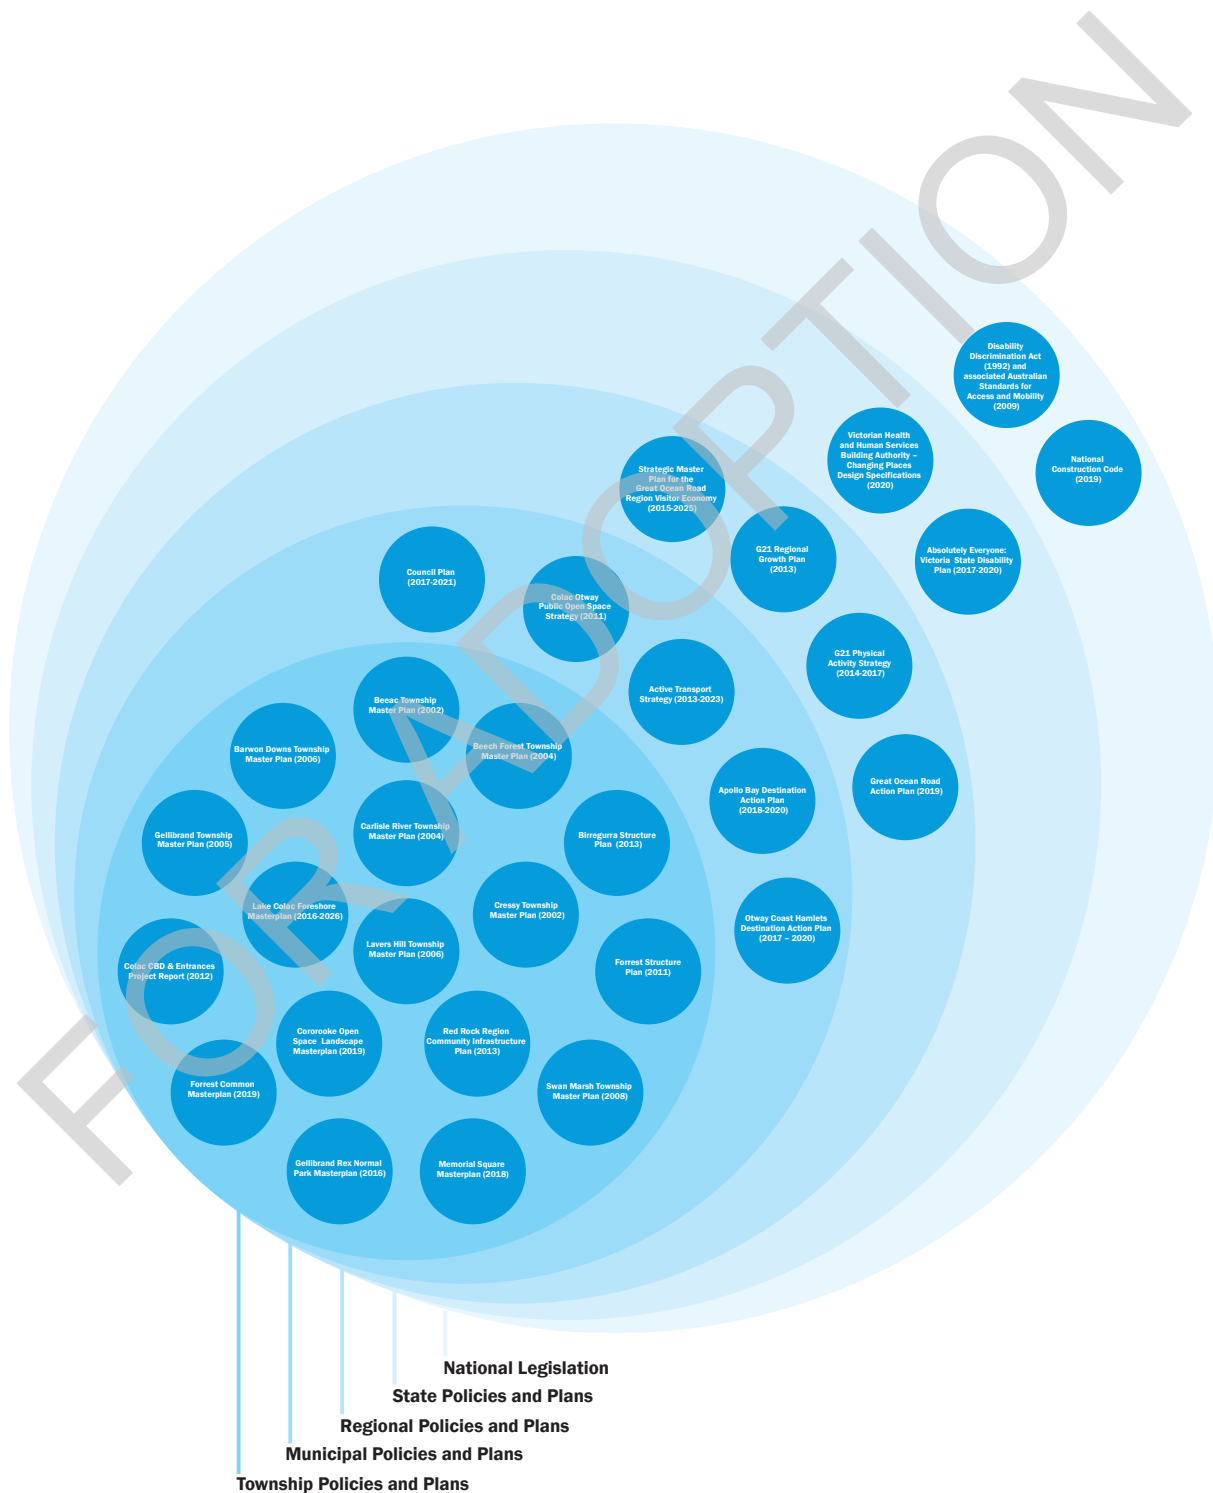 FOR ADOPTION
Disability
Discrimination Act
(1992) and
associated Australian
Standards for
Access and Mobility
(2009)
National
Construction Code
(2019)
Victorian Health
and Human Services
Building Authority –
Changing Places
Design Specifications
(2020)
Absolutely Everyone:
Victoria State Disability
Plan (2017-2020)
Strategic Master
Plan for the
Great Ocean Road
Region Visitor Economy
(2015-2025)
G21 Regional
Growth Plan
(2013)
G21 Physical
Activity Strategy
(2014-2017)
Great Ocean Road
Action Plan (2019)
Council Plan
(2017-2021)
Colac Otway
Public Open Space
Strategy (2011)
Active Transport
Strategy (2013-2023)
Apollo Bay Destination
Action Plan
(2018-2020)
Otway Coast Hamlets
Destination Action Plan
(2017 – 2020)
Beeac Township
Master Plan (2002)
Beech Forest Township
Master Plan (2004)
Barwon Downs Township
Master Plan (2006)
Carlisle River Township
Master Plan (2004)
Birregurra Structure
Plan (2013)
Gellibrand Township
Master Plan (2005)
Lake Colac Foreshore
Masterplan (2016-2026)
Cressy Township
Master Plan (2002)
Lavers Hill Township
Master Plan (2006)
Forrest Structure
Plan (2011)
Colac CBD & Entrances
Project Report (2012)
Cororooke Open
Space Landscape
Masterplan (2019)
Red Rock Region
Community Infrastructure
Plan (2013)
Forrest Common
Masterplan (2019)
Swan Marsh Township
Master Plan (2008)
Gellibrand Rex Normal
Park Masterplan (2016)
Memorial Square
Masterplan (2018)
National Legislation
State Policies and Plans
Regional Policies and Plans
Municipal Policies and Plans
Township Policies and Plans